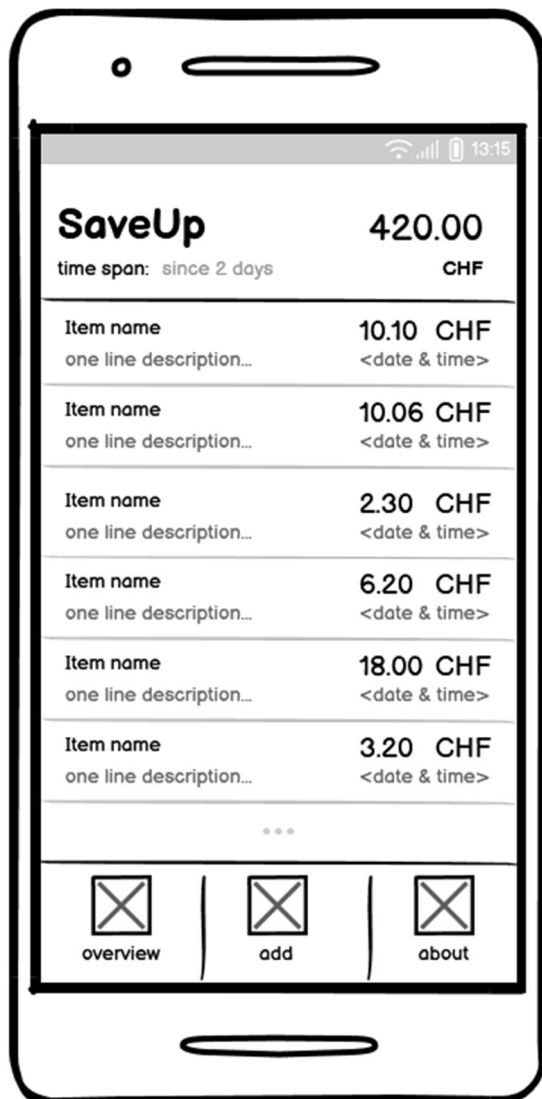 13:15
SaveUp 420.00
time span: since 2 days CHF
Item name 10.10 CHF
one line description... <date & time>
Item name 10.06 CHF
one line description... <date & time>
Item name 2.30 CHF
one line description... <date & time>
Item name 6.20 CHF
one line description... <date & time>
Item name 18.00 CHF
one line description... <date & time>
Item name 3.20 CHF
one line description... <date & time>
...
overview add about